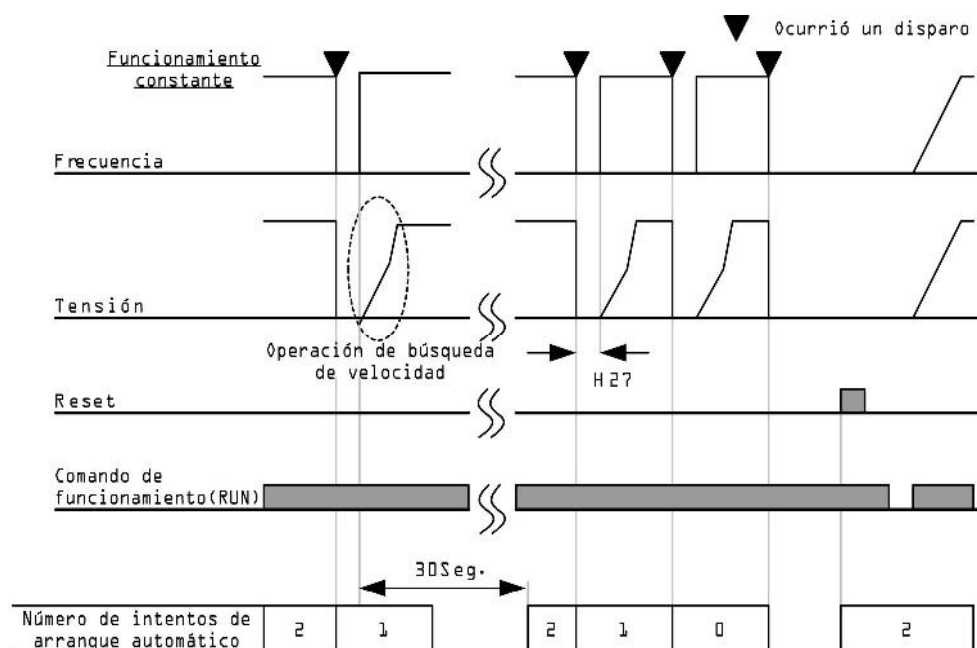 Ocurrió un disparo
Funcionamiento
constante
Frecuencia
Tensión
Operación de búsqueda
de velocidad
H27
Reset
Comando de
funcionamiento(RUN)
30Seg.
Número de intentos de
arranque automático
2 1 2 1 0 2